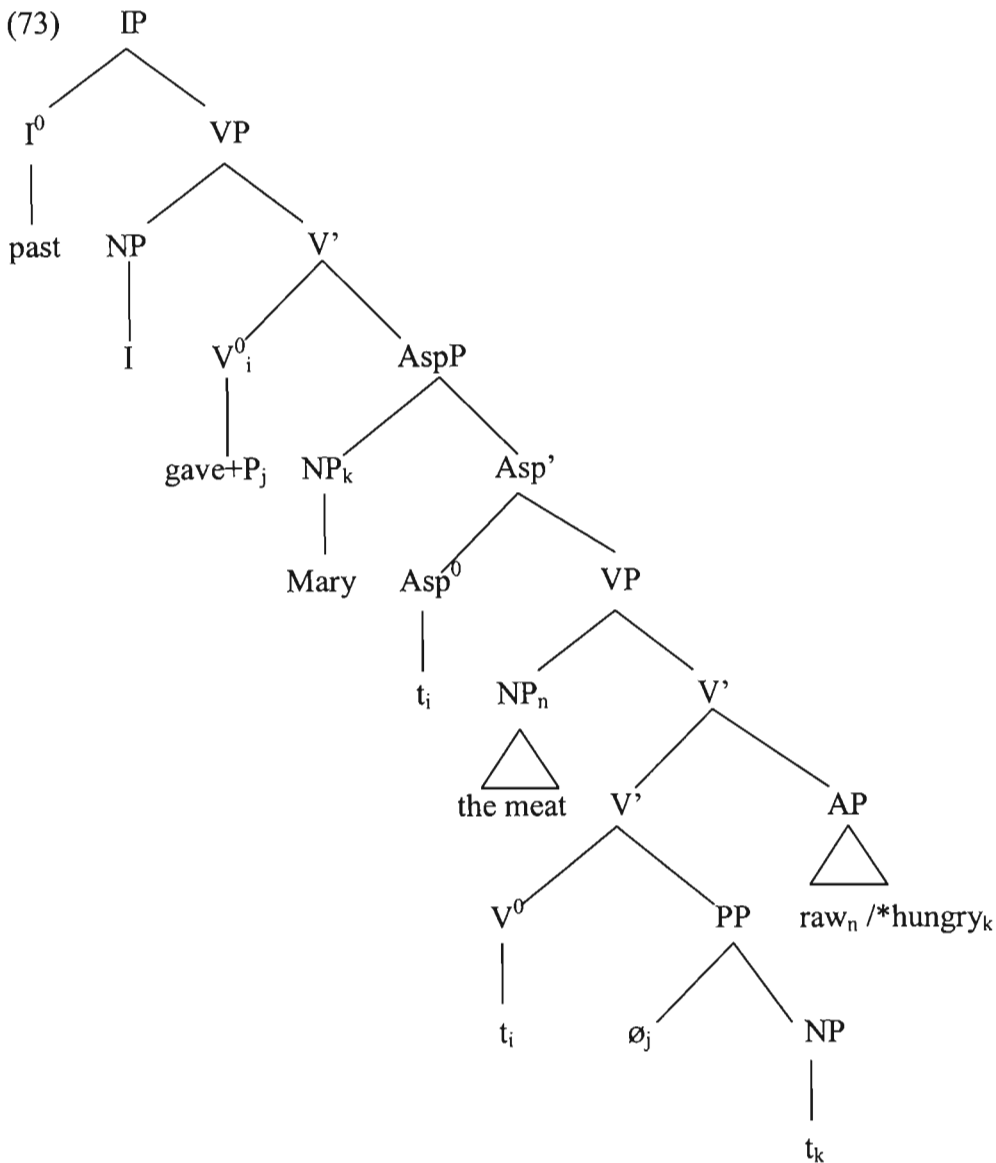 (73) IP
I⁰ VP
past NP V’
I V⁰ᵢ AspP
gave+Pⱼ NPₖ Asp’
Mary Asp⁰ VP
tᵢ NPₙ V’
the meat V’ AP
V⁰ PP rawₙ /*hungryₖ
tᵢ øⱼ NP
tₖ